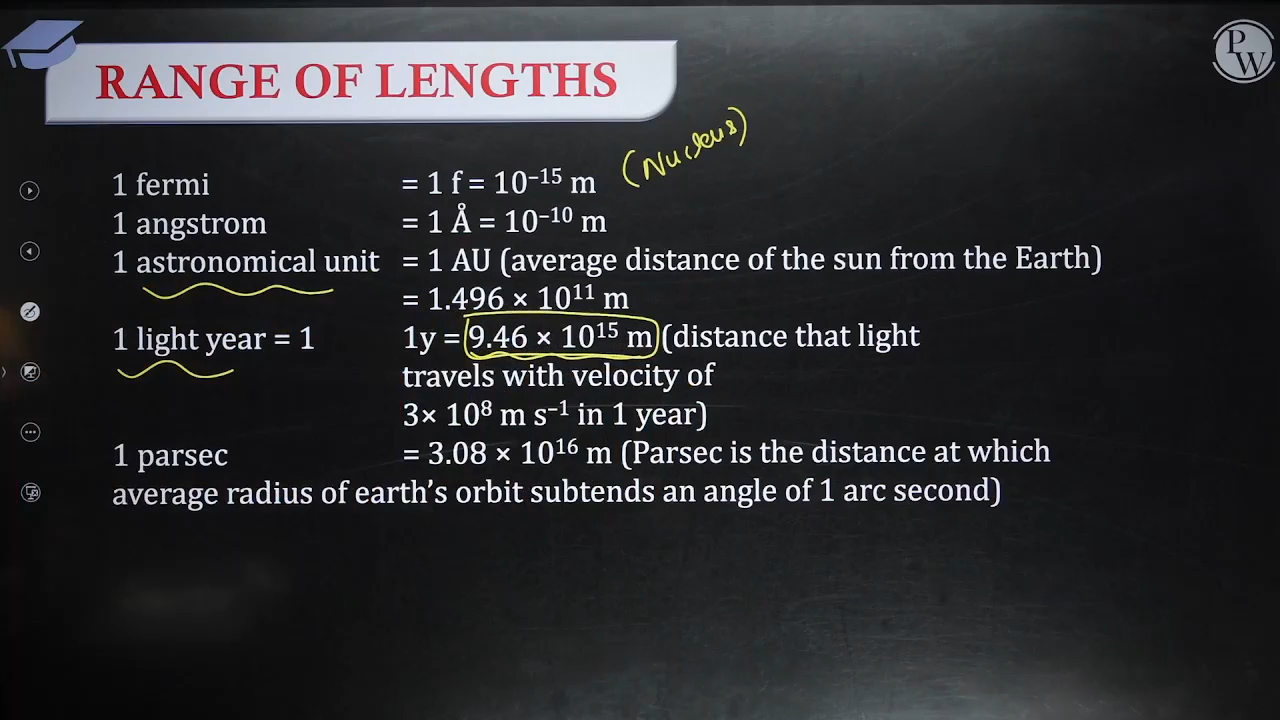 PW
RANGE OF LENGTHS
(Nucleus)
1 fermi = 1 f = 10⁻¹⁵ m
1 angstrom = 1 Å = 10⁻¹⁰ m
1 astronomical unit = 1 AU (average distance of the sun from the Earth)
= 1.496 × 10¹¹ m
1 light year = 1 1y = 9.46 × 10¹⁵ m (distance that light
travels with velocity of
3× 10⁸ m s⁻¹ in 1 year)
1 parsec = 3.08 × 10¹⁶ m (Parsec is the distance at which
average radius of earth's orbit subtends an angle of 1 arc second)